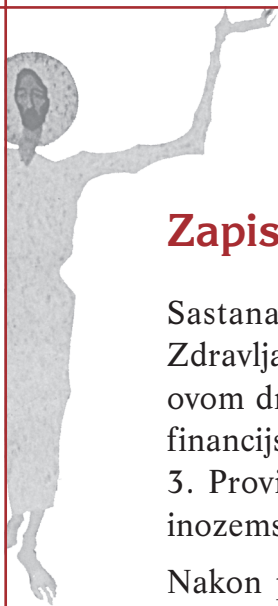 Zapis
Sastana
Zdravlja
ovom dr
financijs
3. Provi
inozems
Nakon